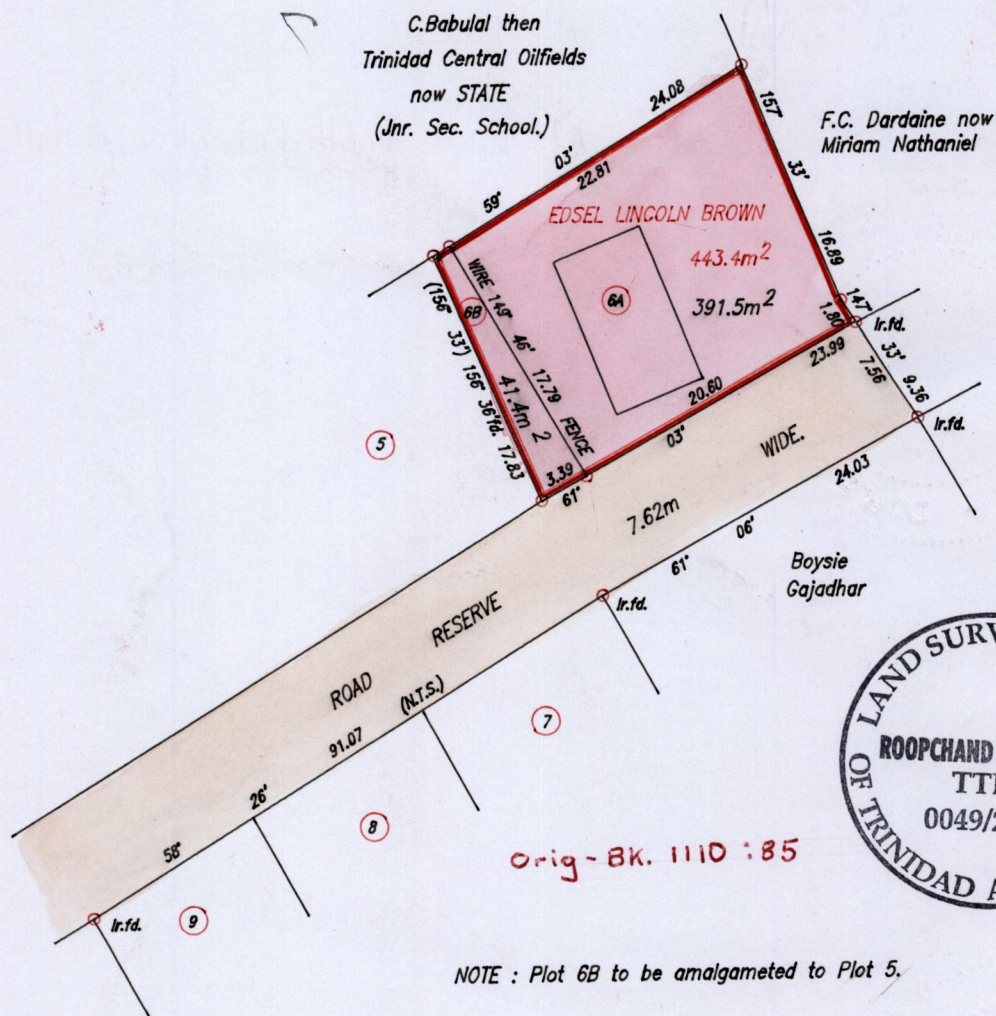 C.Babulal then
Trinidad Central Oilfields
now STATE
(Jnr. Sec. School.)
F.C. Dardaine now
Miriam Nathaniel
59° 03' 24.08
22.81
157° 33' 16.89
147° 33'
1.80
7.56
9.36
Ir.fd.
EDSEL LINCOLN BROWN
443.4m²
391.5m²
6A
6B
WIRE 149° 46' 17.79 FENCE
(156° 33') 156° 36'fd. 17.83
41.4m²
5
3.39
20.60
23.99
61° 03'
Ir.fd.
7.62m WIDE.
61° 06' 24.03
Boysie
Gajadhar
Ir.fd.
ROAD RESERVE
(N.T.S.)
58° 26' 91.07
7
8
9
Ir.fd.
Orig-BK. 1110 : 85
LAND SURV
ROOPCHAND
TT
0049/
OF TRINIDAD A
NOTE : Plot 6B to be amalgameted to Plot 5.